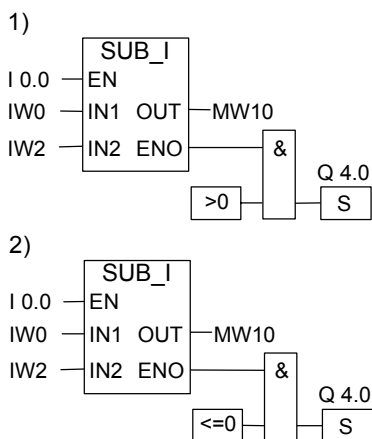 1)
SUB_I
I 0.0 EN
IW0 IN1 OUT MW10
IW2 IN2 ENO &
Q 4.0
>0 S
2)
SUB_I
I 0.0 EN
IW0 IN1 OUT MW10
IW2 IN2 ENO &
Q 4.0
<=0 S